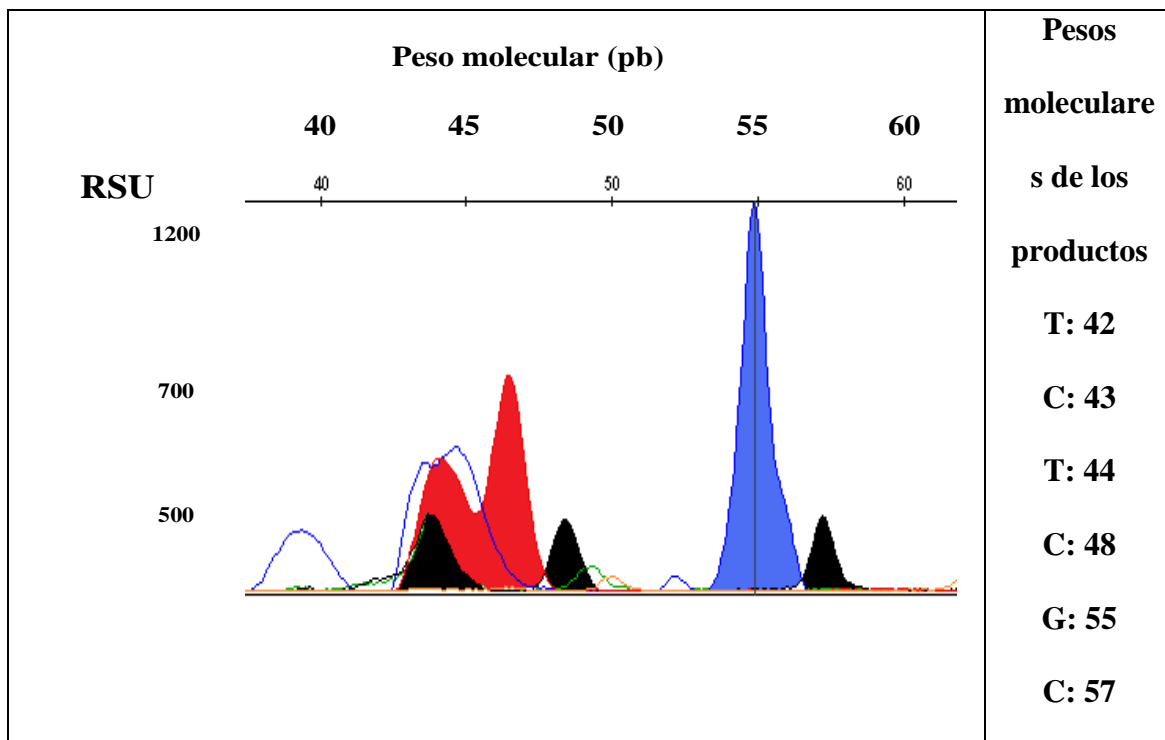 Peso molecular (pb)
40 45 50 55 60
RSU
40 50 60
1200
700
500
Pesos
moleculare
s de los
productos
T: 42
C: 43
T: 44
C: 48
G: 55
C: 57